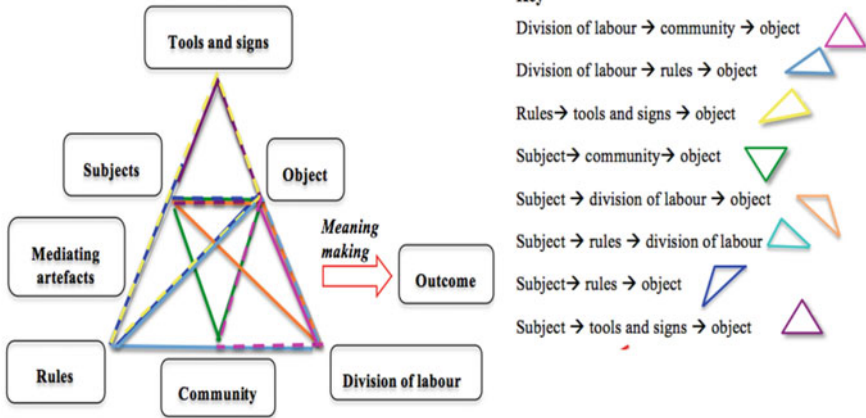 Tools and signs
Subjects
Object
Mediating
artefacts
Meaning
making
Outcome
Rules
Community
Division of labour
Division of labour → community → object
Division of labour → rules → object
Rules→ tools and signs → object
Subject→ community→ object
Subject → division of labour → object
Subject → rules → division of labour
Subject→ rules → object
Subject → tools and signs → object